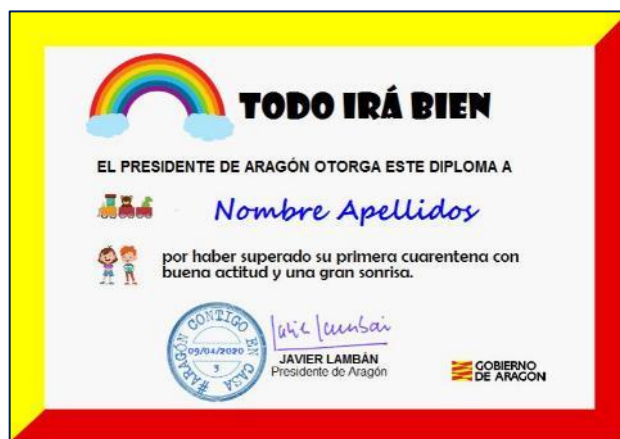 TODO IRÁ BIEN
EL PRESIDENTE DE ARAGÓN OTORGA ESTE DIPLOMA A
Nombre Apellidos
por haber superado su primera cuarentena con
buena actitud y una gran sonrisa.
#ARAGÓN CONTIGO EN CASA
09/04/2020
3
JAVIER LAMBÁN
Presidente de Aragón
GOBIERNO
DE ARAGON